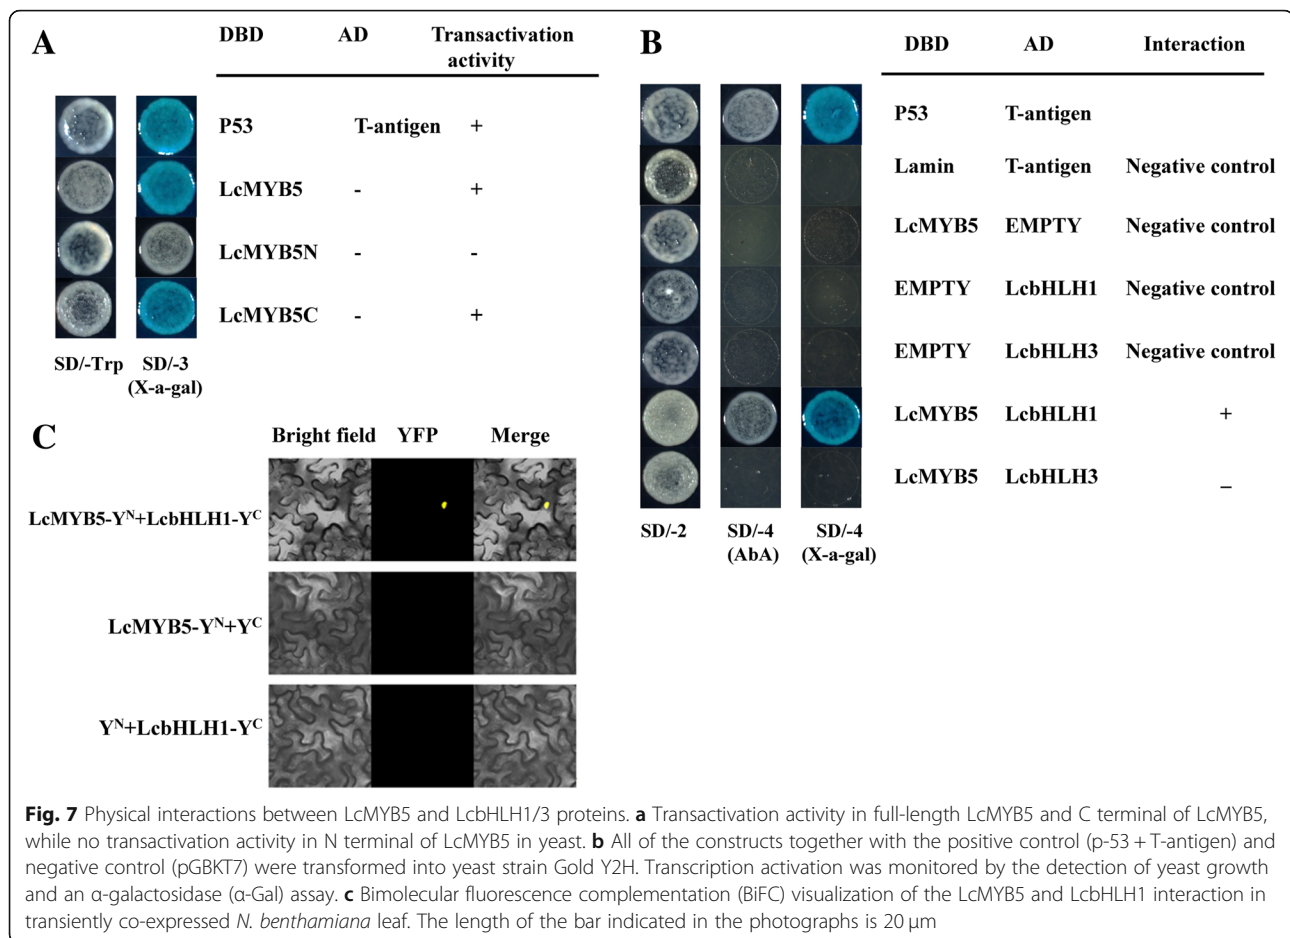 A
DBD AD Transactivation activity
P53 T-antigen +
LcMYB5 - +
LcMYB5N - -
LcMYB5C - +
SD/-Trp SD/-3
(X-a-gal)
B
DBD AD Interaction
P53 T-antigen
Lamin T-antigen Negative control
LcMYB5 EMPTY Negative control
EMPTY LcbHLH1 Negative control
EMPTY LcbHLH3 Negative control
LcMYB5 LcbHLH1 +
LcMYB5 LcbHLH3 –
SD/-2 SD/-4 SD/-4
(AbA) (X-a-gal)
C
Bright field YFP Merge
LcMYB5-Yᴺ+LcbHLH1-Yᶜ
LcMYB5-Yᴺ+Yᶜ
Yᴺ+LcbHLH1-Yᶜ
Fig. 7 Physical interactions between LcMYB5 and LcbHLH1/3 proteins. a Transactivation activity in full-length LcMYB5 and C terminal of LcMYB5,
while no transactivation activity in N terminal of LcMYB5 in yeast. b All of the constructs together with the positive control (p-53 + T-antigen) and
negative control (pGBKT7) were transformed into yeast strain Gold Y2H. Transcription activation was monitored by the detection of yeast growth
and an α-galactosidase (α-Gal) assay. c Bimolecular fluorescence complementation (BiFC) visualization of the LcMYB5 and LcbHLH1 interaction in
transiently co-expressed N. benthamiana leaf. The length of the bar indicated in the photographs is 20 μm